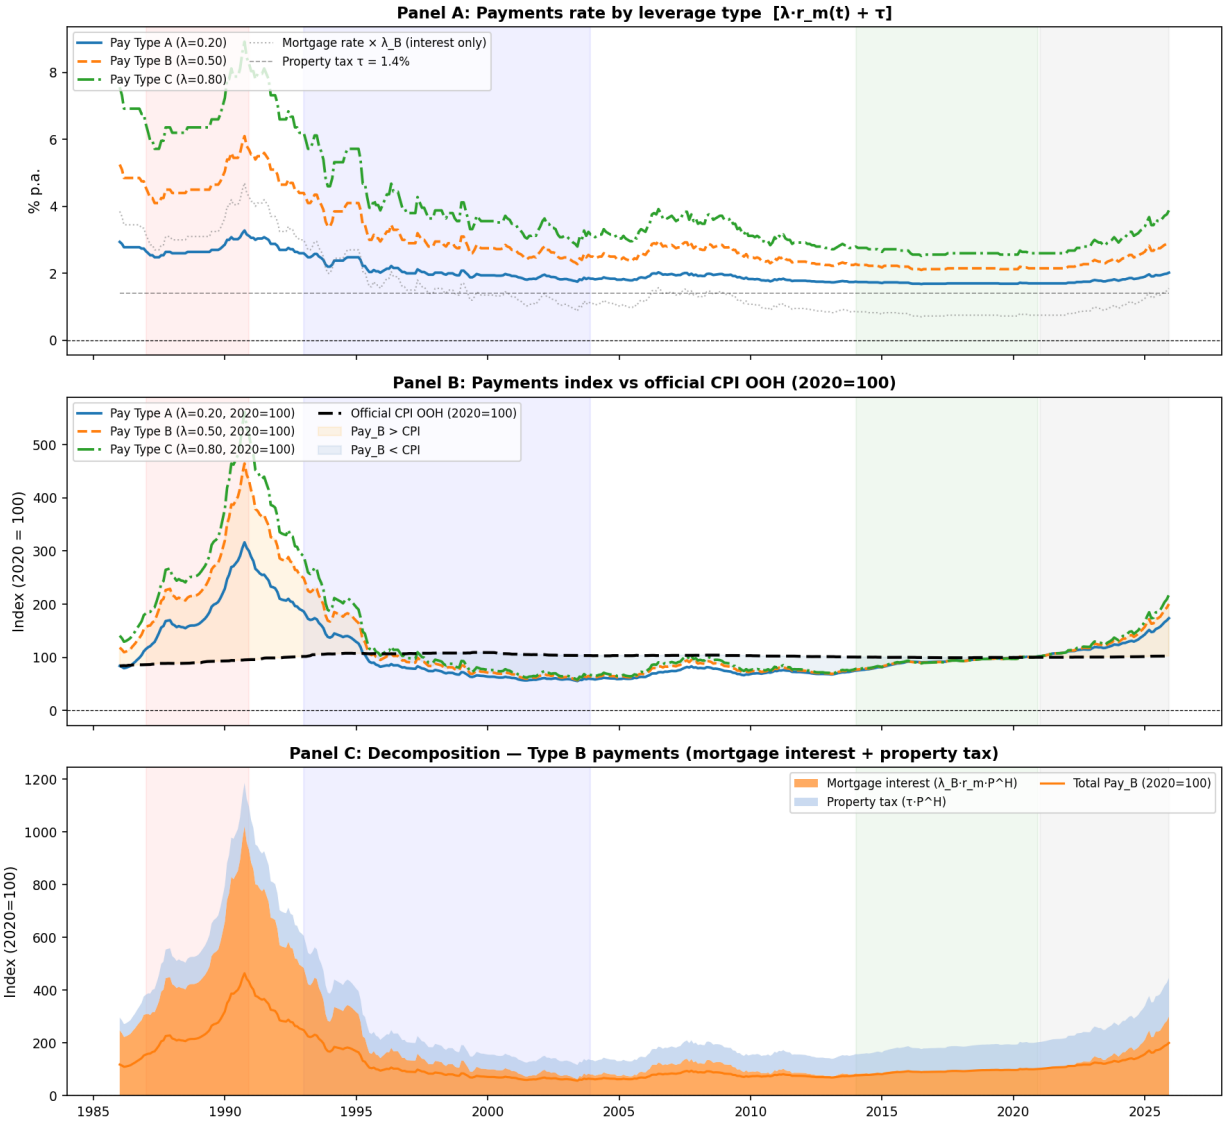 Panel A: Payments rate by leverage type [λ·r_m(t) + τ]
Pay Type A (λ=0.20)
Pay Type B (λ=0.50)
Pay Type C (λ=0.80)
Mortgage rate × λ_B (interest only)
Property tax τ = 1.4%
% p.a.
8
6
4
2
0
Panel B: Payments index vs official CPI OOH (2020=100)
Pay Type A (λ=0.20, 2020=100)
Pay Type B (λ=0.50, 2020=100)
Pay Type C (λ=0.80, 2020=100)
Official CPI OOH (2020=100)
Pay_B > CPI
Pay_B < CPI
Index (2020 = 100)
500
400
300
200
100
0
Panel C: Decomposition — Type B payments (mortgage interest + property tax)
Mortgage interest (λ_B·r_m·P^H)
Property tax (τ·P^H)
Total Pay_B (2020=100)
Index (2020=100)
1200
1000
800
600
400
200
0
1985 1990 1995 2000 2005 2010 2015 2020 2025